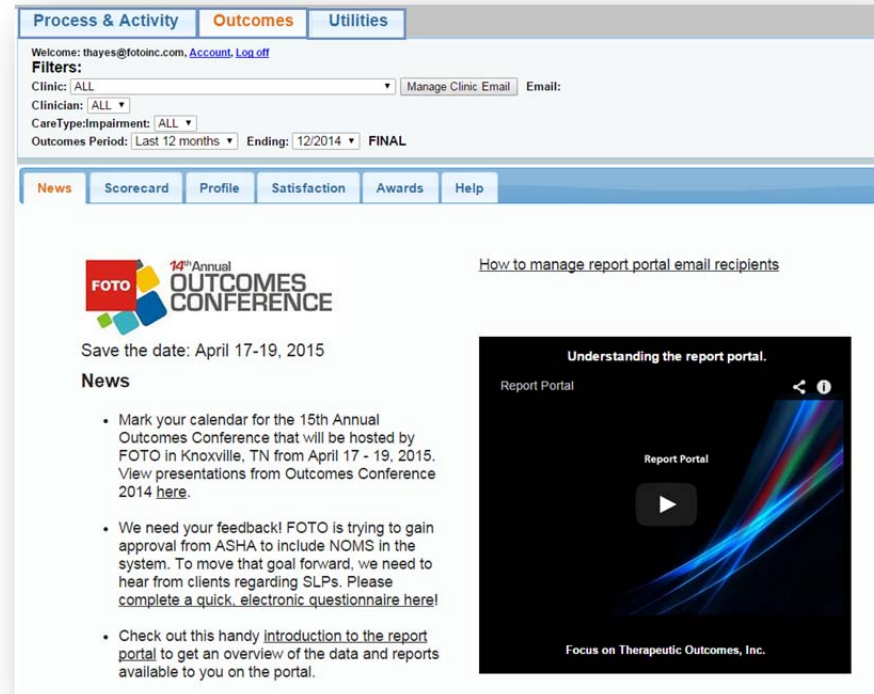 Process & Activity
Outcomes
Utilities
Welcome: thayes@fotoinc.com, Account, Log off
Filters:
Clinic: ALL Manage Clinic Email Email:
Clinician: ALL
CareType:Impairment: ALL
Outcomes Period: Last 12 months Ending: 12/2014 FINAL
News Scorecard Profile Satisfaction Awards Help
FOTO
14th Annual
OUTCOMES
CONFERENCE
Save the date: April 17-19, 2015
News
• Mark your calendar for the 15th Annual
Outcomes Conference that will be hosted by
FOTO in Knoxville, TN from April 17 - 19, 2015.
View presentations from Outcomes Conference
2014 here.
• We need your feedback! FOTO is trying to gain
approval from ASHA to include NOMS in the
system. To move that goal forward, we need to
hear from clients regarding SLPs. Please
complete a quick, electronic questionnaire here!
• Check out this handy introduction to the report
portal to get an overview of the data and reports
available to you on the portal.
How to manage report portal email recipients
Understanding the report portal.
Report Portal
Report Portal
Focus on Therapeutic Outcomes, Inc.